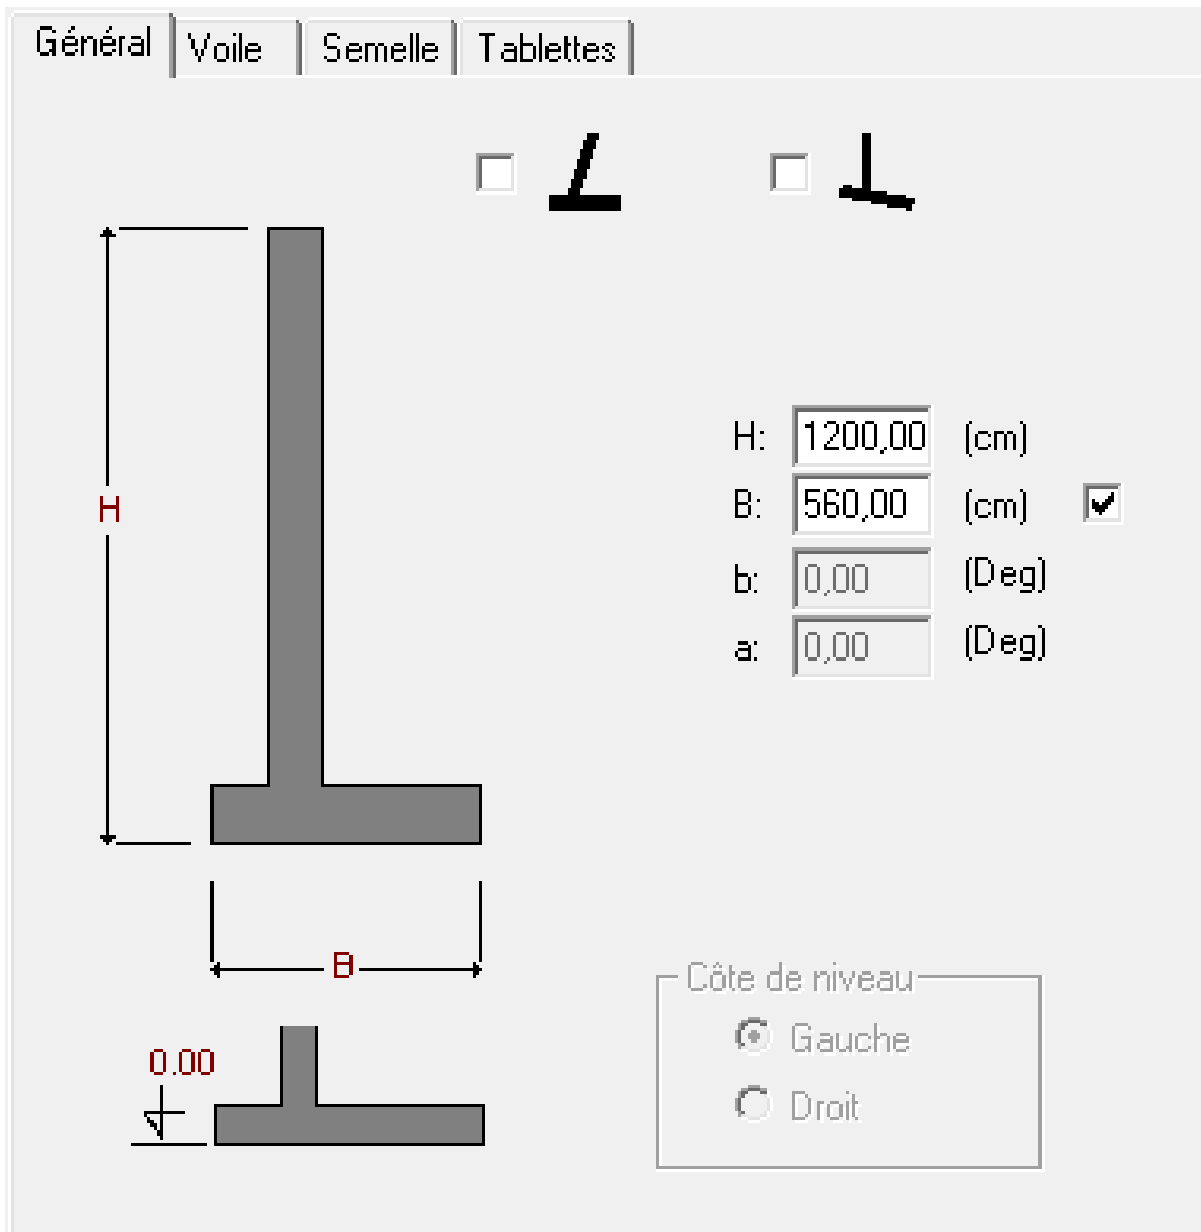 Général Voile Semelle Tablettes
H
H: 1200,00 (cm)
B: 560,00 (cm)
b: 0,00 (Deg)
a: 0,00 (Deg)
B
Côte de niveau
Gauche
Droit
0.00